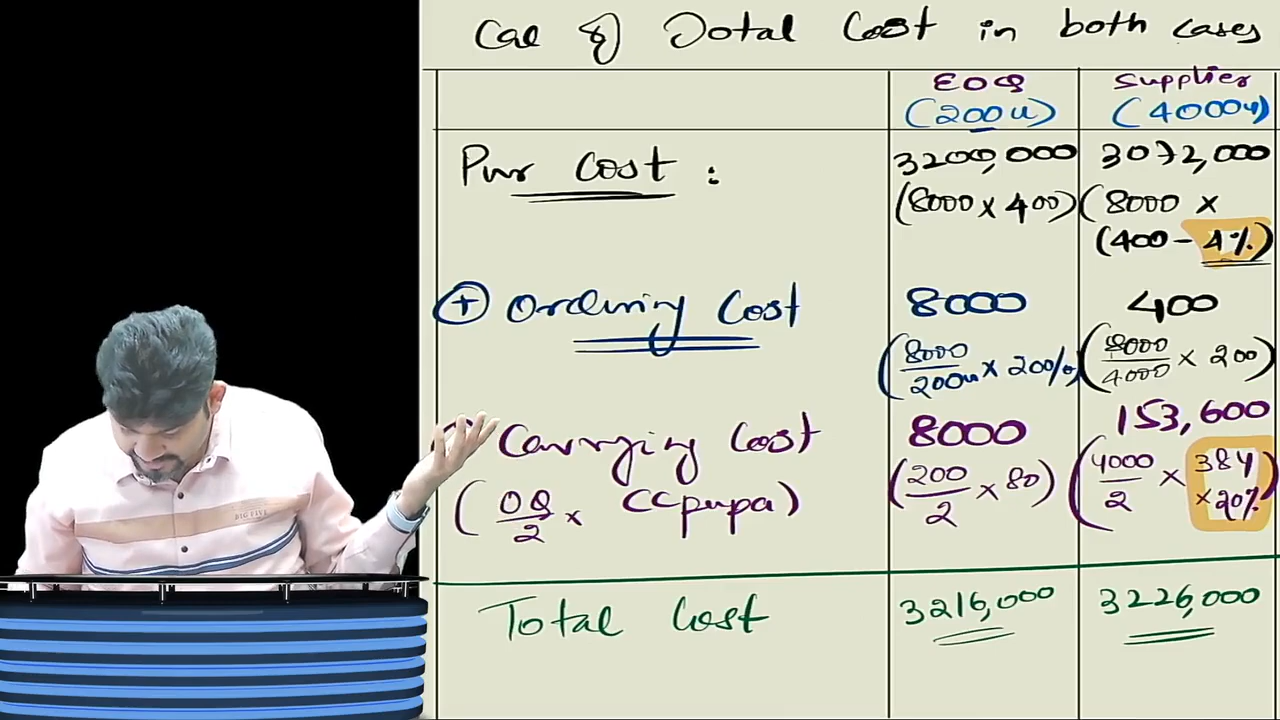 Cal of Total Cost in both cases
EOQ
(200u)
Supplier
(4000u)
Pur Cost :
3200,000
(8000 x 400)
3072,000
(8000 x
(400 - 4%)
+ Ordering Cost
8000
(8000/200u x 200/o)
400
(8000/4000 x 200)
Carrying Cost
(OQ/2 x CCpupa)
8000
(200/2 x 80)
153,600
(4000/2 x 384
x 20%)
Total Cost
3216,000
3226,000
BIG FIVE